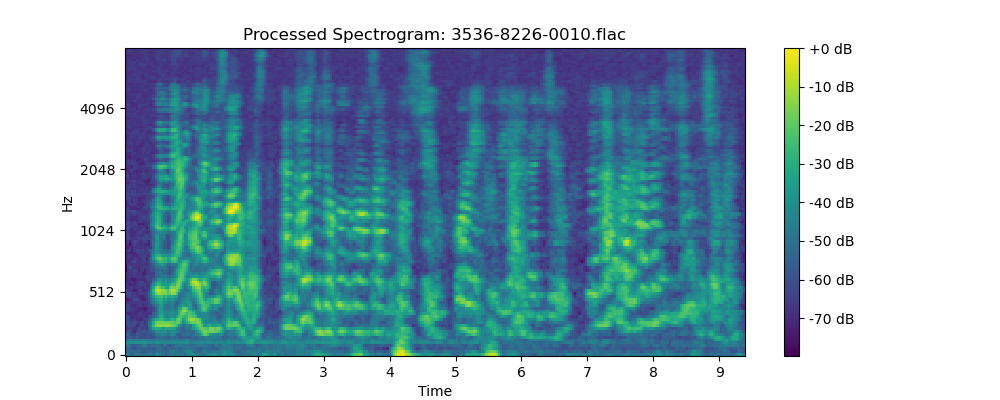 Processed Spectrogram: 3536-8226-0010.flac
Hz
4096
2048
1024
512
0
0 1 2 3 4 5 6 7 8 9
Time
+0 dB
-10 dB
-20 dB
-30 dB
-40 dB
-50 dB
-60 dB
-70 dB